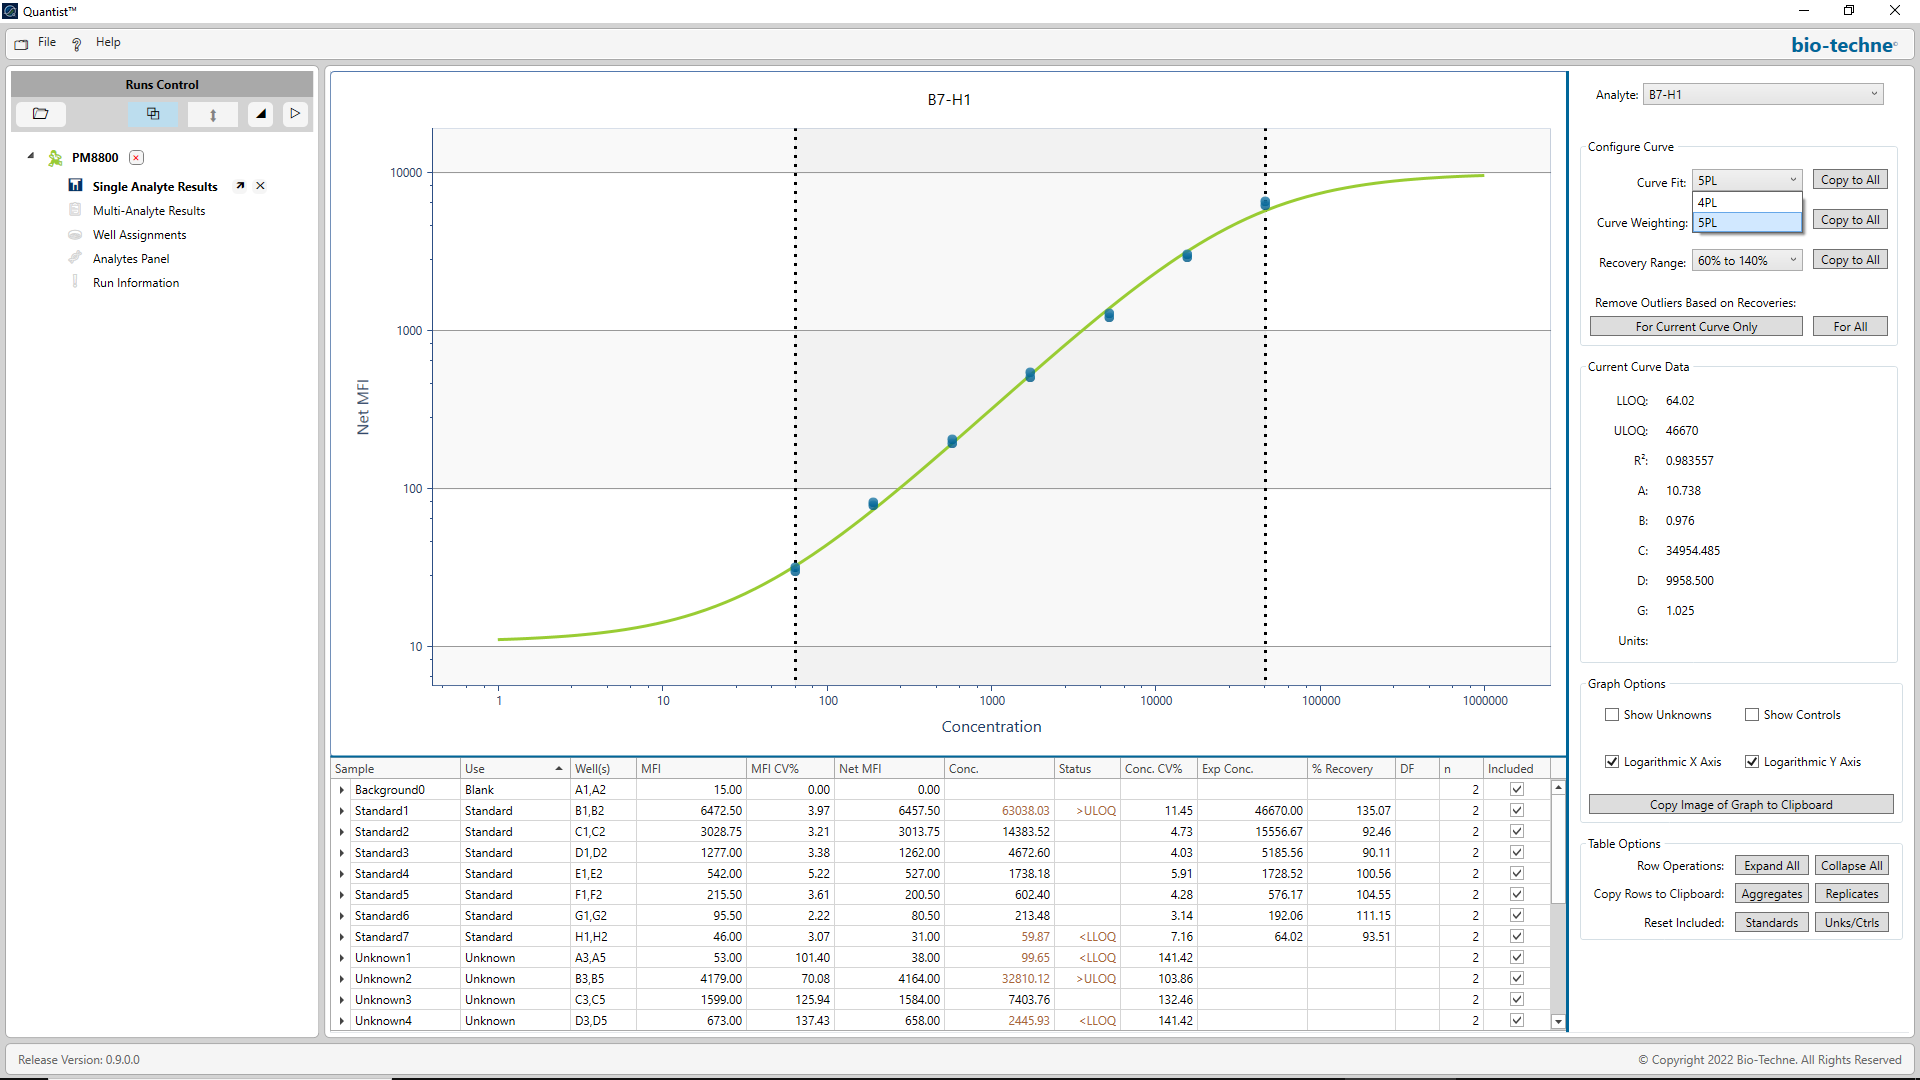 Quantist™
File Help
bio-techne
Runs Control
PM8800
Single Analyte Results
Multi-Analyte Results
Well Assignments
Analytes Panel
Run Information
B7-H1
Net MFI
10000
1000
100
10
1 10 100 1000 10000 100000 1000000
Concentration
Sample Use Well(s) MFI MFI CV% Net MFI Conc. Status Conc. CV% Exp Conc. % Recovery DF n Included
Background0 Blank A1,A2 15.00 0.00 0.00 2
Standard1 Standard B1,B2 6472.50 3.97 6457.50 63038.03 >ULOQ 11.45 46670.00 135.07 2
Standard2 Standard C1,C2 3028.75 3.21 3013.75 14383.52 4.73 15556.67 92.46 2
Standard3 Standard D1,D2 1277.00 3.38 1262.00 4672.60 4.03 5185.56 90.11 2
Standard4 Standard E1,E2 542.00 5.22 527.00 1738.18 5.91 1728.52 100.56 2
Standard5 Standard F1,F2 215.50 3.61 200.50 602.40 4.28 576.17 104.55 2
Standard6 Standard G1,G2 95.50 2.22 80.50 213.48 3.14 192.06 111.15 2
Standard7 Standard H1,H2 46.00 3.07 31.00 59.87 <LLOQ 7.16 64.02 93.51 2
Unknown1 Unknown A3,A5 53.00 101.40 38.00 99.65 <LLOQ 141.42 2
Unknown2 Unknown B3,B5 4179.00 70.08 4164.00 32810.12 >ULOQ 103.86 2
Unknown3 Unknown C3,C5 1599.00 125.94 1584.00 7403.76 132.46 2
Unknown4 Unknown D3,D5 673.00 137.43 658.00 2445.93 <LLOQ 141.42 2
Analyte: B7-H1
Configure Curve
Curve Fit: 5PL Copy to All
4PL
5PL
Curve Weighting: Copy to All
Recovery Range: 60% to 140% Copy to All
Remove Outliers Based on Recoveries:
For Current Curve Only For All
Current Curve Data
LLOQ: 64.02
ULOQ: 46670
R²: 0.983557
A: 10.738
B: 0.976
C: 34954.485
D: 9958.500
G: 1.025
Units:
Graph Options
Show Unknowns Show Controls
Logarithmic X Axis Logarithmic Y Axis
Copy Image of Graph to Clipboard
Table Options
Row Operations: Expand All Collapse All
Copy Rows to Clipboard: Aggregates Replicates
Reset Included: Standards Unks/Ctrls
Release Version: 0.9.0.0
© Copyright 2022 Bio-Techne. All Rights Reserved